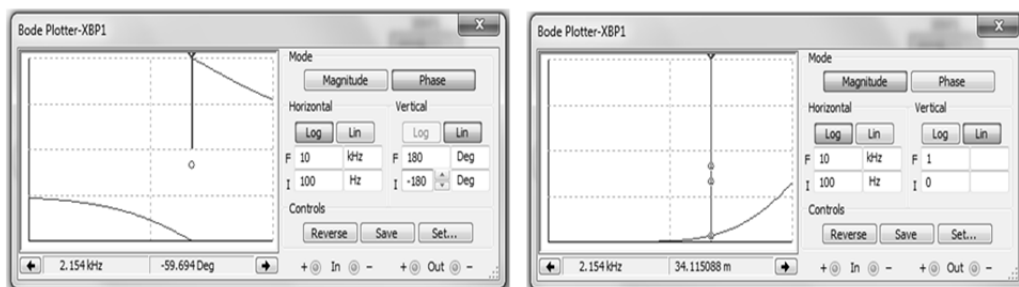 Bode Plotter-XBP1
X
Mode
Magnitude Phase
Horizontal Vertical
Log Lin Log Lin
F 10 kHz F 180 Deg
I 100 Hz I -180 Deg
Controls
Reverse Save Set...
2.154 kHz -59.694 Deg
+ In - + Out -
Bode Plotter-XBP1
X
Mode
Magnitude Phase
Horizontal Vertical
Log Lin Log Lin
F 10 kHz F 1
I 100 Hz I 0
Controls
Reverse Save Set...
2.154 kHz 34.115088 m
+ In - + Out -